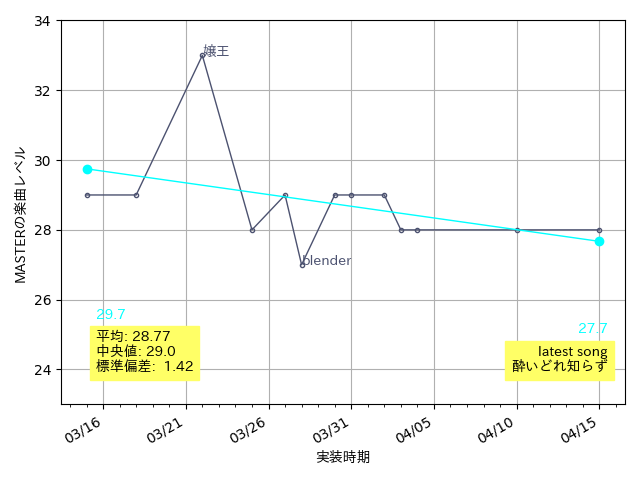 34
32
30
28
26
24
MASTERの楽曲レベル
嬢王
blender
29.7
平均: 28.77
中央値: 29.0
標準偏差: 1.42
27.7
latest song
酔いどれ知らず
03/16
03/21
03/26
03/31
04/05
04/10
04/15
実装時期